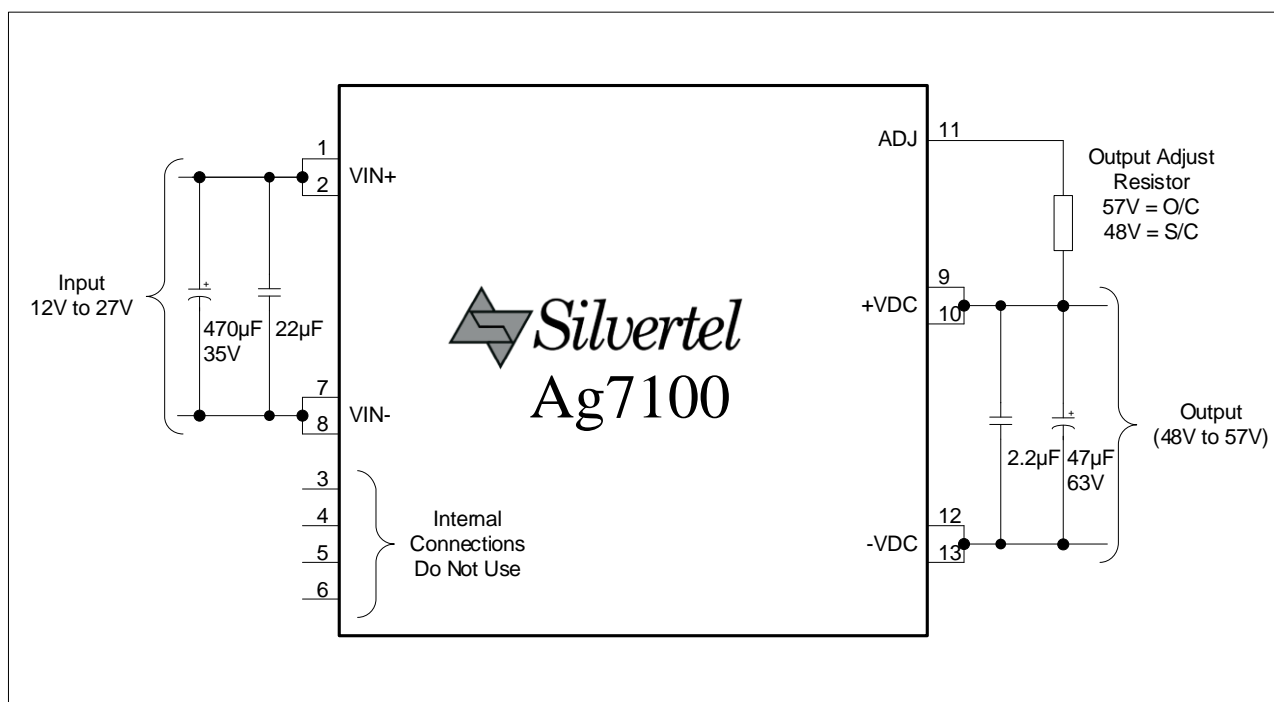 1
2
VIN+
Input
12V to 27V
+
470µF
35V
22µF
7
8
VIN-
3
4
5
6
Internal
Connections
Do Not Use
Silvertel
Ag7100
ADJ
11
Output Adjust
Resistor
57V = O/C
48V = S/C
9
10
+VDC
+
2.2µF
47µF
63V
Output
(48V to 57V)
12
13
-VDC